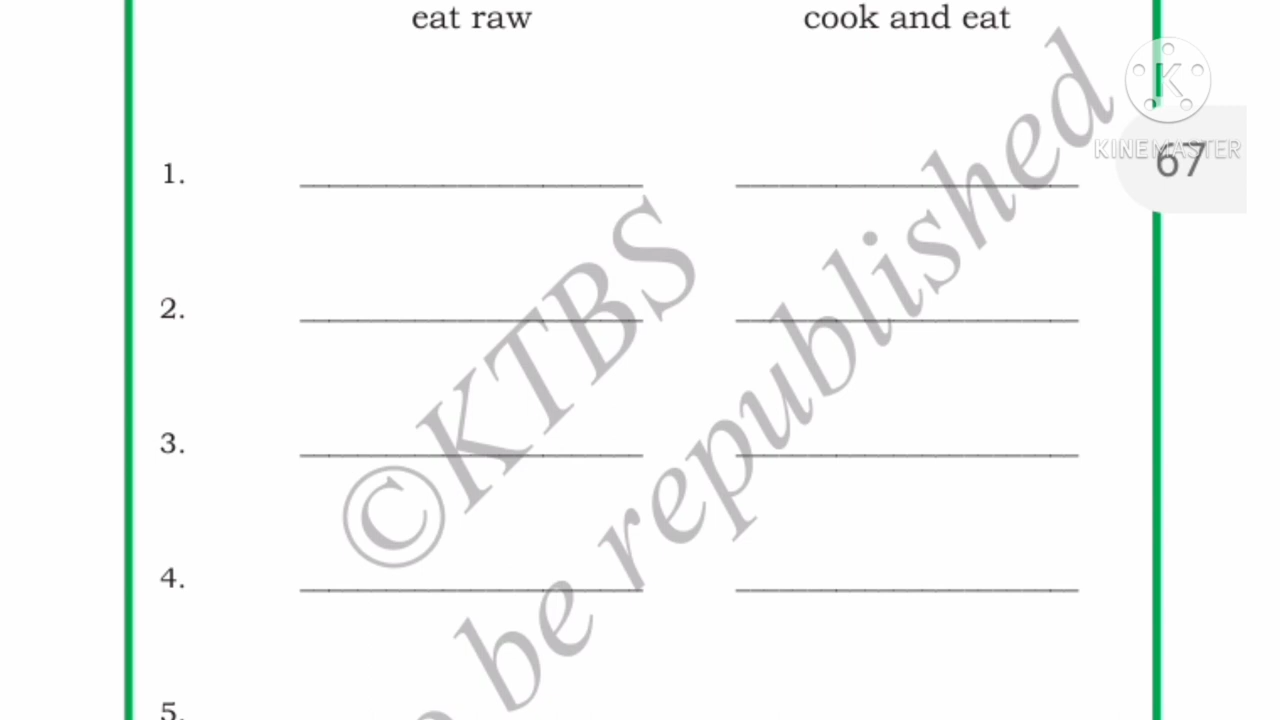 eat raw cook and eat
KINEMASTER
67
1.
2.
3.
4.
5.
©KTBS
be republished